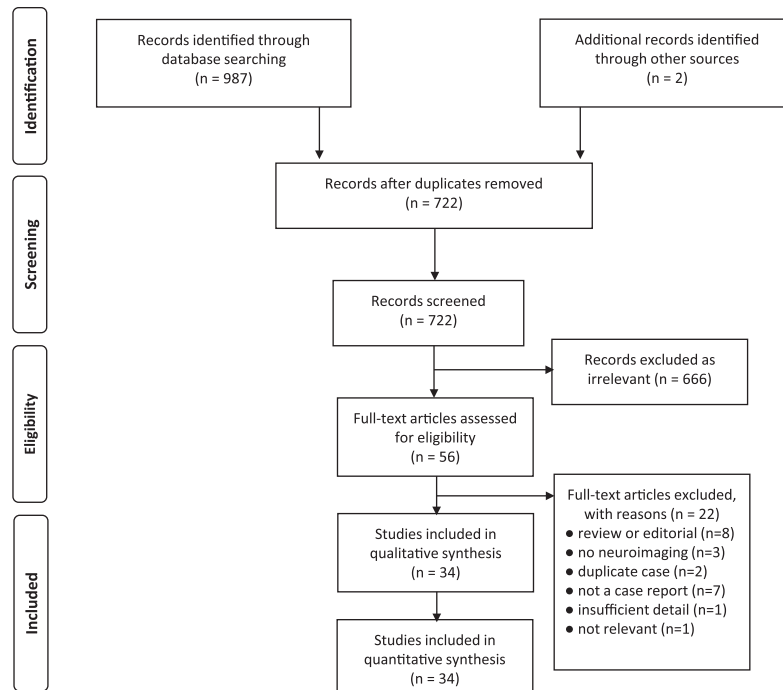 Identification
Records identified through
database searching
(n = 987)
Additional records identified
through other sources
(n = 2)
Records after duplicates removed
(n = 722)
Screening
Records screened
(n = 722)
Records excluded as
irrelevant (n = 666)
Eligibility
Full-text articles assessed
for eligibility
(n = 56)
Full-text articles excluded,
with reasons (n = 22)
● review or editorial (n=8)
● no neuroimaging (n=3)
● duplicate case (n=2)
● not a case report (n=7)
● insufficient detail (n=1)
● not relevant (n=1)
Included
Studies included in
qualitative synthesis
(n = 34)
Studies included in
quantitative synthesis
(n = 34)